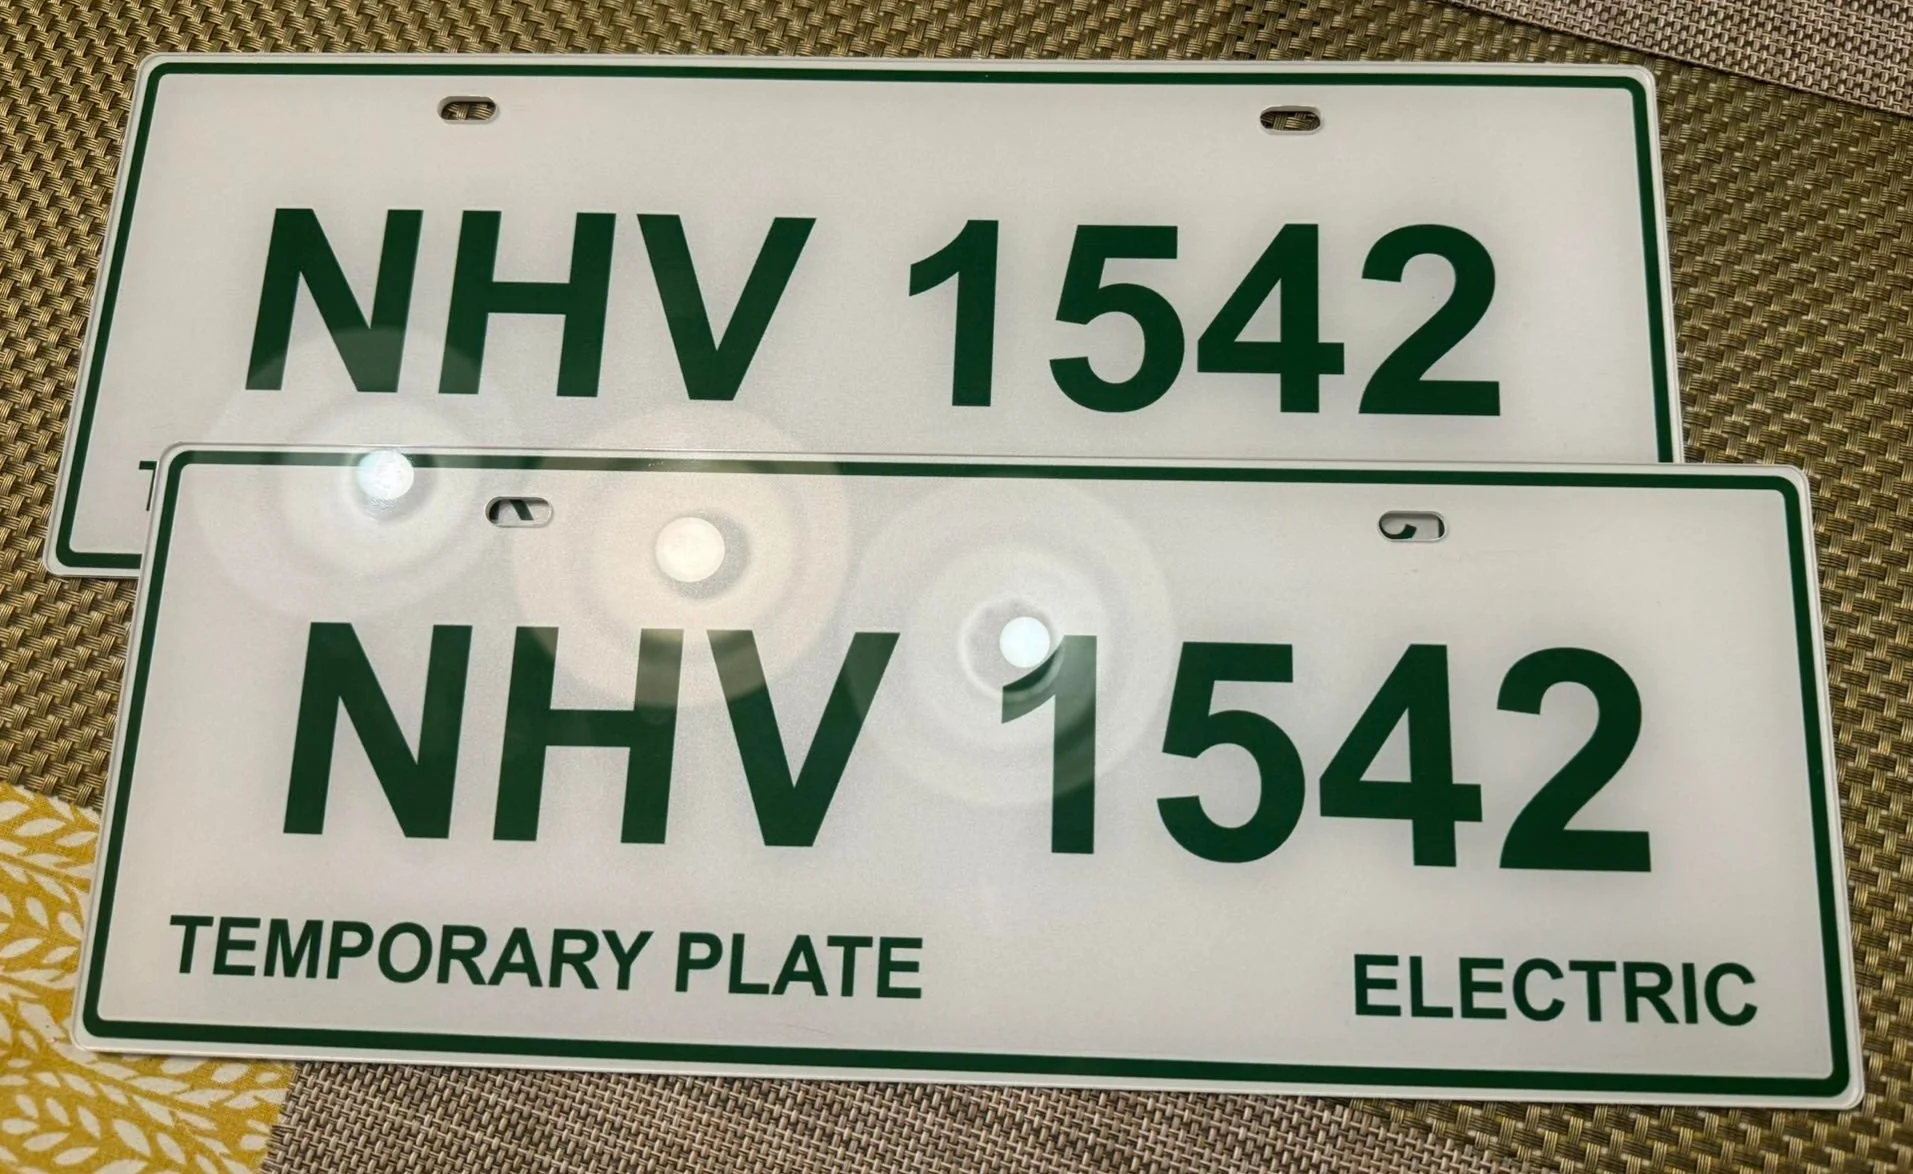 NHV 1542
NHV 1542
TEMPORARY PLATE ELECTRIC